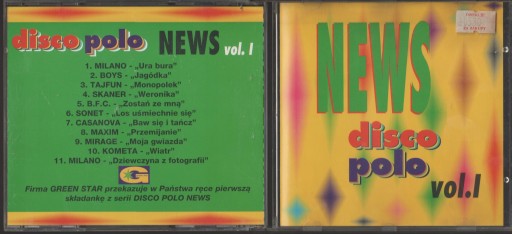 disco polo NEWS vol. I
1. MILANO - „Ura bura"
2. BOYS - „Jagódka"
3. TAJFUN - „Monopolek"
4. SKANER - „Weronika"
5. B.F.C. - „Zostań ze mną"
6. SONET - „Los uśmiechnie się"
7. CASANOVA - „Baw się i tańcz"
8. MAXIM - „Przemijanie"
9. MIRAGE - „Moja gwiazda"
10. KOMETA - „Wiatr"
11. MILANO - „Dziewczyna z fotografii"
G
Firma GREEN STAR przekazuje w Państwa ręce pierwszą
składankę z serii DISCO POLO NEWS
NEWS
disco
polo
vol.I